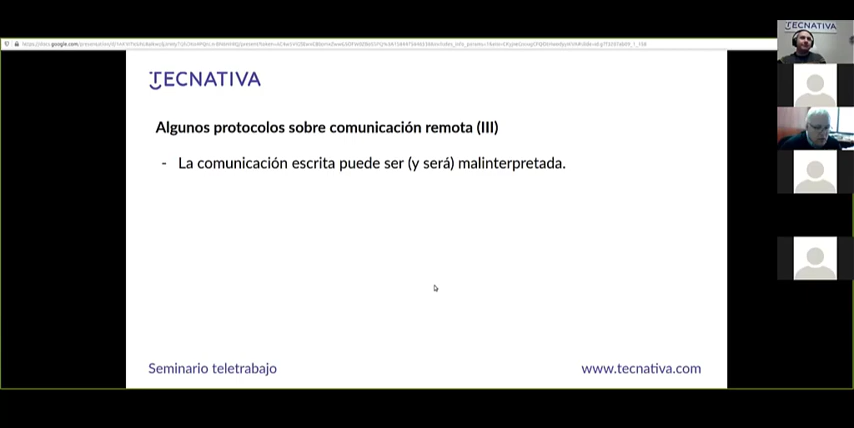 TECNATIVA
TECNATIVA
Algunos protocolos sobre comunicación remota (III)
- La comunicación escrita puede ser (y será) malinterpretada.
Seminario teletrabajo
www.tecnativa.com